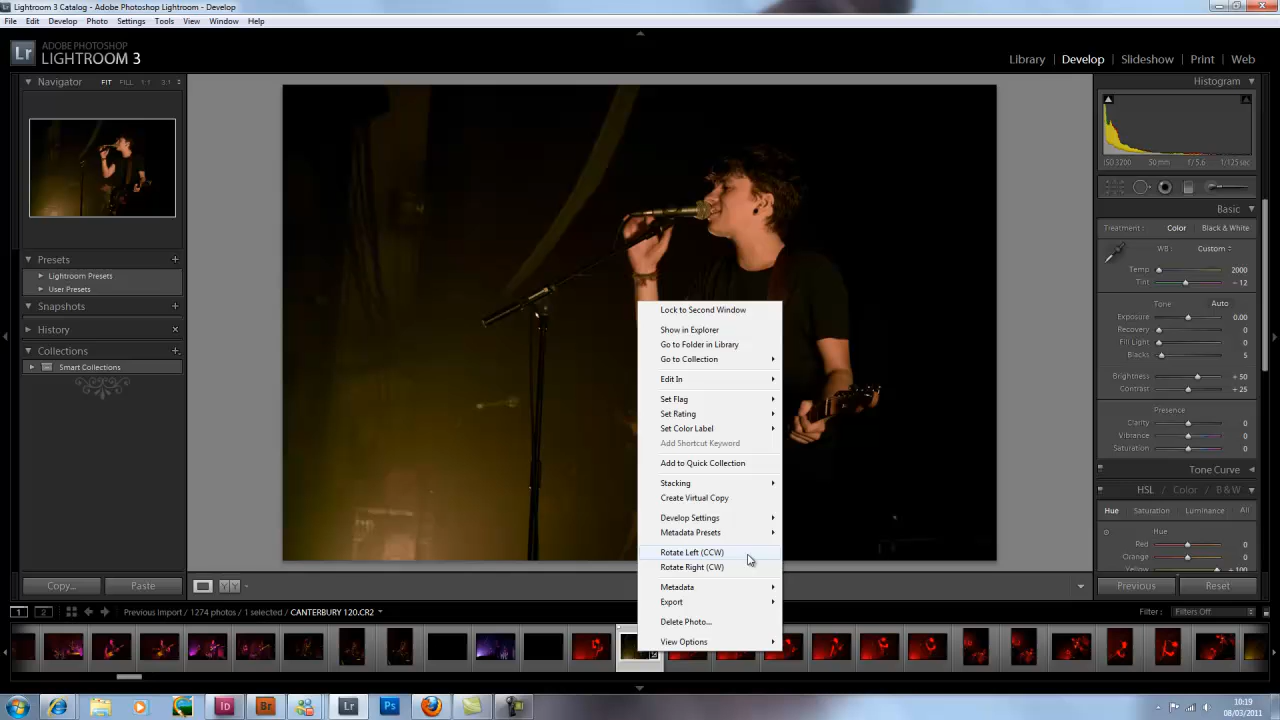 Lightroom 3 Catalog - Adobe Photoshop Lightroom - Develop
File Edit Develop Photo Settings Tools View Window Help
Lr ADOBE PHOTOSHOP
LIGHTROOM 3
Library | Develop | Slideshow | Print | Web
Navigator FIT FILL 1:1 3:1
Histogram
ISO 3200 50 mm f / 5.6 1/125 sec
Basic
Treatment : Color Black & White
WB : Custom
Temp 2000
Tint - 12
Tone Auto
Exposure 0.00
Recovery 0
Fill Light 0
Blacks 5
Brightness + 50
Contrast + 25
Presence
Clarity 0
Vibrance 0
Saturation 0
Tone Curve
HSL / Color / B & W
Hue Saturation Luminance All
Hue
Red 0
Orange 0
Yellow + 100
Previous Reset
Presets +
Lightroom Presets
User Presets
Snapshots +
History ×
Collections +
Smart Collections
Copy... Paste
Lock to Second Window
Show in Explorer
Go to Folder in Library
Go to Collection
Edit In
Set Flag
Set Rating
Set Color Label
Add Shortcut Keyword
Add to Quick Collection
Stacking
Create Virtual Copy
Develop Settings
Metadata Presets
Rotate Left (CCW)
Rotate Right (CW)
Metadata
Export
Delete Photo...
View Options
1 2 Previous Import / 1274 photos / 1 selected / CANTERBURY 120.CR2
Filter : Filters Off
Id Br Lr Ps
10:19
08/03/2011